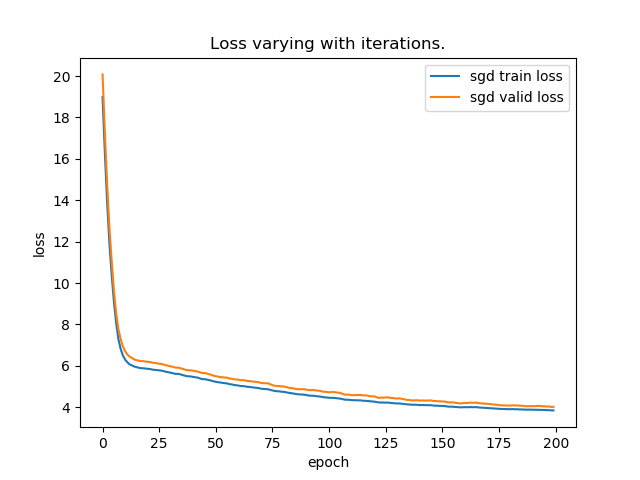 Loss varying with iterations.
sgd train loss
sgd valid loss
loss
20
18
16
14
12
10
8
6
4
0 25 50 75 100 125 150 175 200
epoch